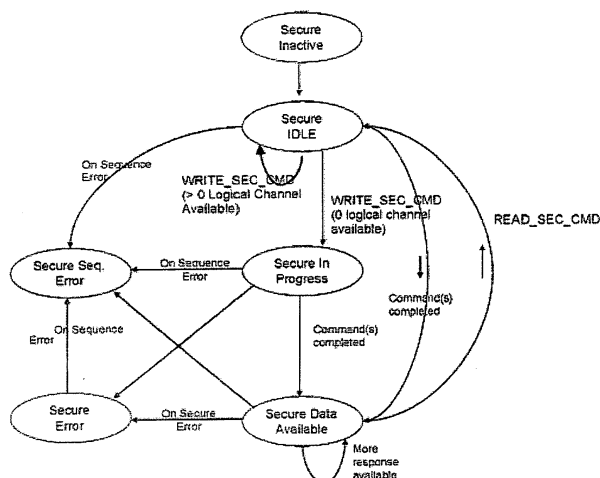 Secure
Inactive
Secure
IDLE
On Sequence
Error
WRITE_SEC_CMD
(> 0 Logical Channel
Available)
WRITE_SEC_CMD
(0 logical channel
available)
READ_SEC_CMD
Secure Seq.
Error
On Sequence
Error
Secure In
Progress
Command(s)
completed
On Sequence
Error
Command(s)
completed
Secure
Error
On Secure
Error
Secure Data
Available
More
response
available